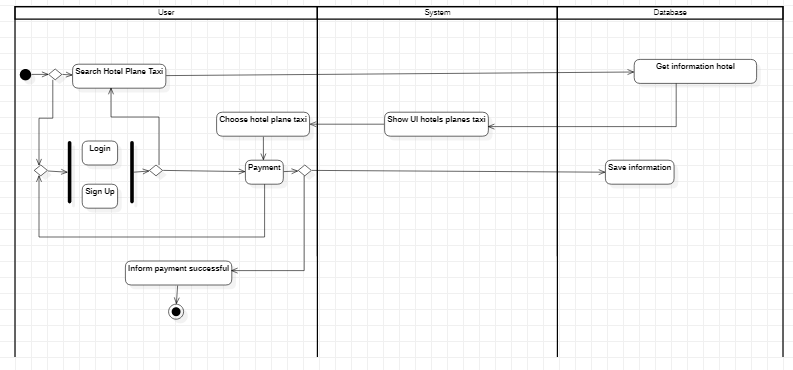 User
System
Database
Search Hotel Plane Taxi
Get information hotel
Choose hotel plane taxi
Show UI hotels planes taxi
Login
Payment
Save information
Sign Up
Inform payment successful